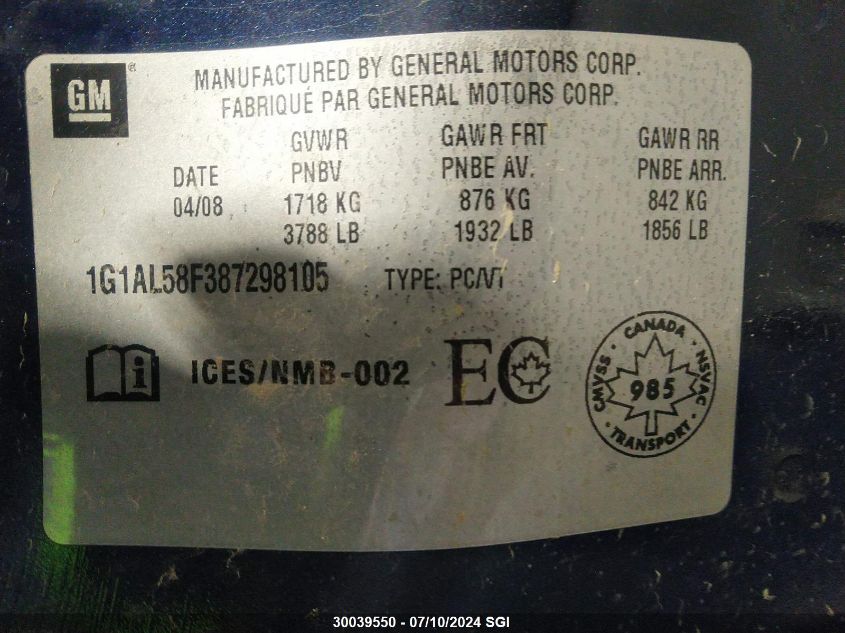 GM®
MANUFACTURED BY GENERAL MOTORS CORP.
FABRIQUÉ PAR GENERAL MOTORS CORP.
GVWR GAWR FRT GAWR RR
DATE PNBV PNBE AV. PNBE ARR.
04/08 1718 KG 876 KG 842 KG
3788 LB 1932 LB 1856 LB
1G1AL58F387298105 TYPE: PC/VT
i ICES/NMB-002 EC
CANADA
CMVSS 985 NSVAC
TRANSPORT
30039550 - 07/10/2024 SGI